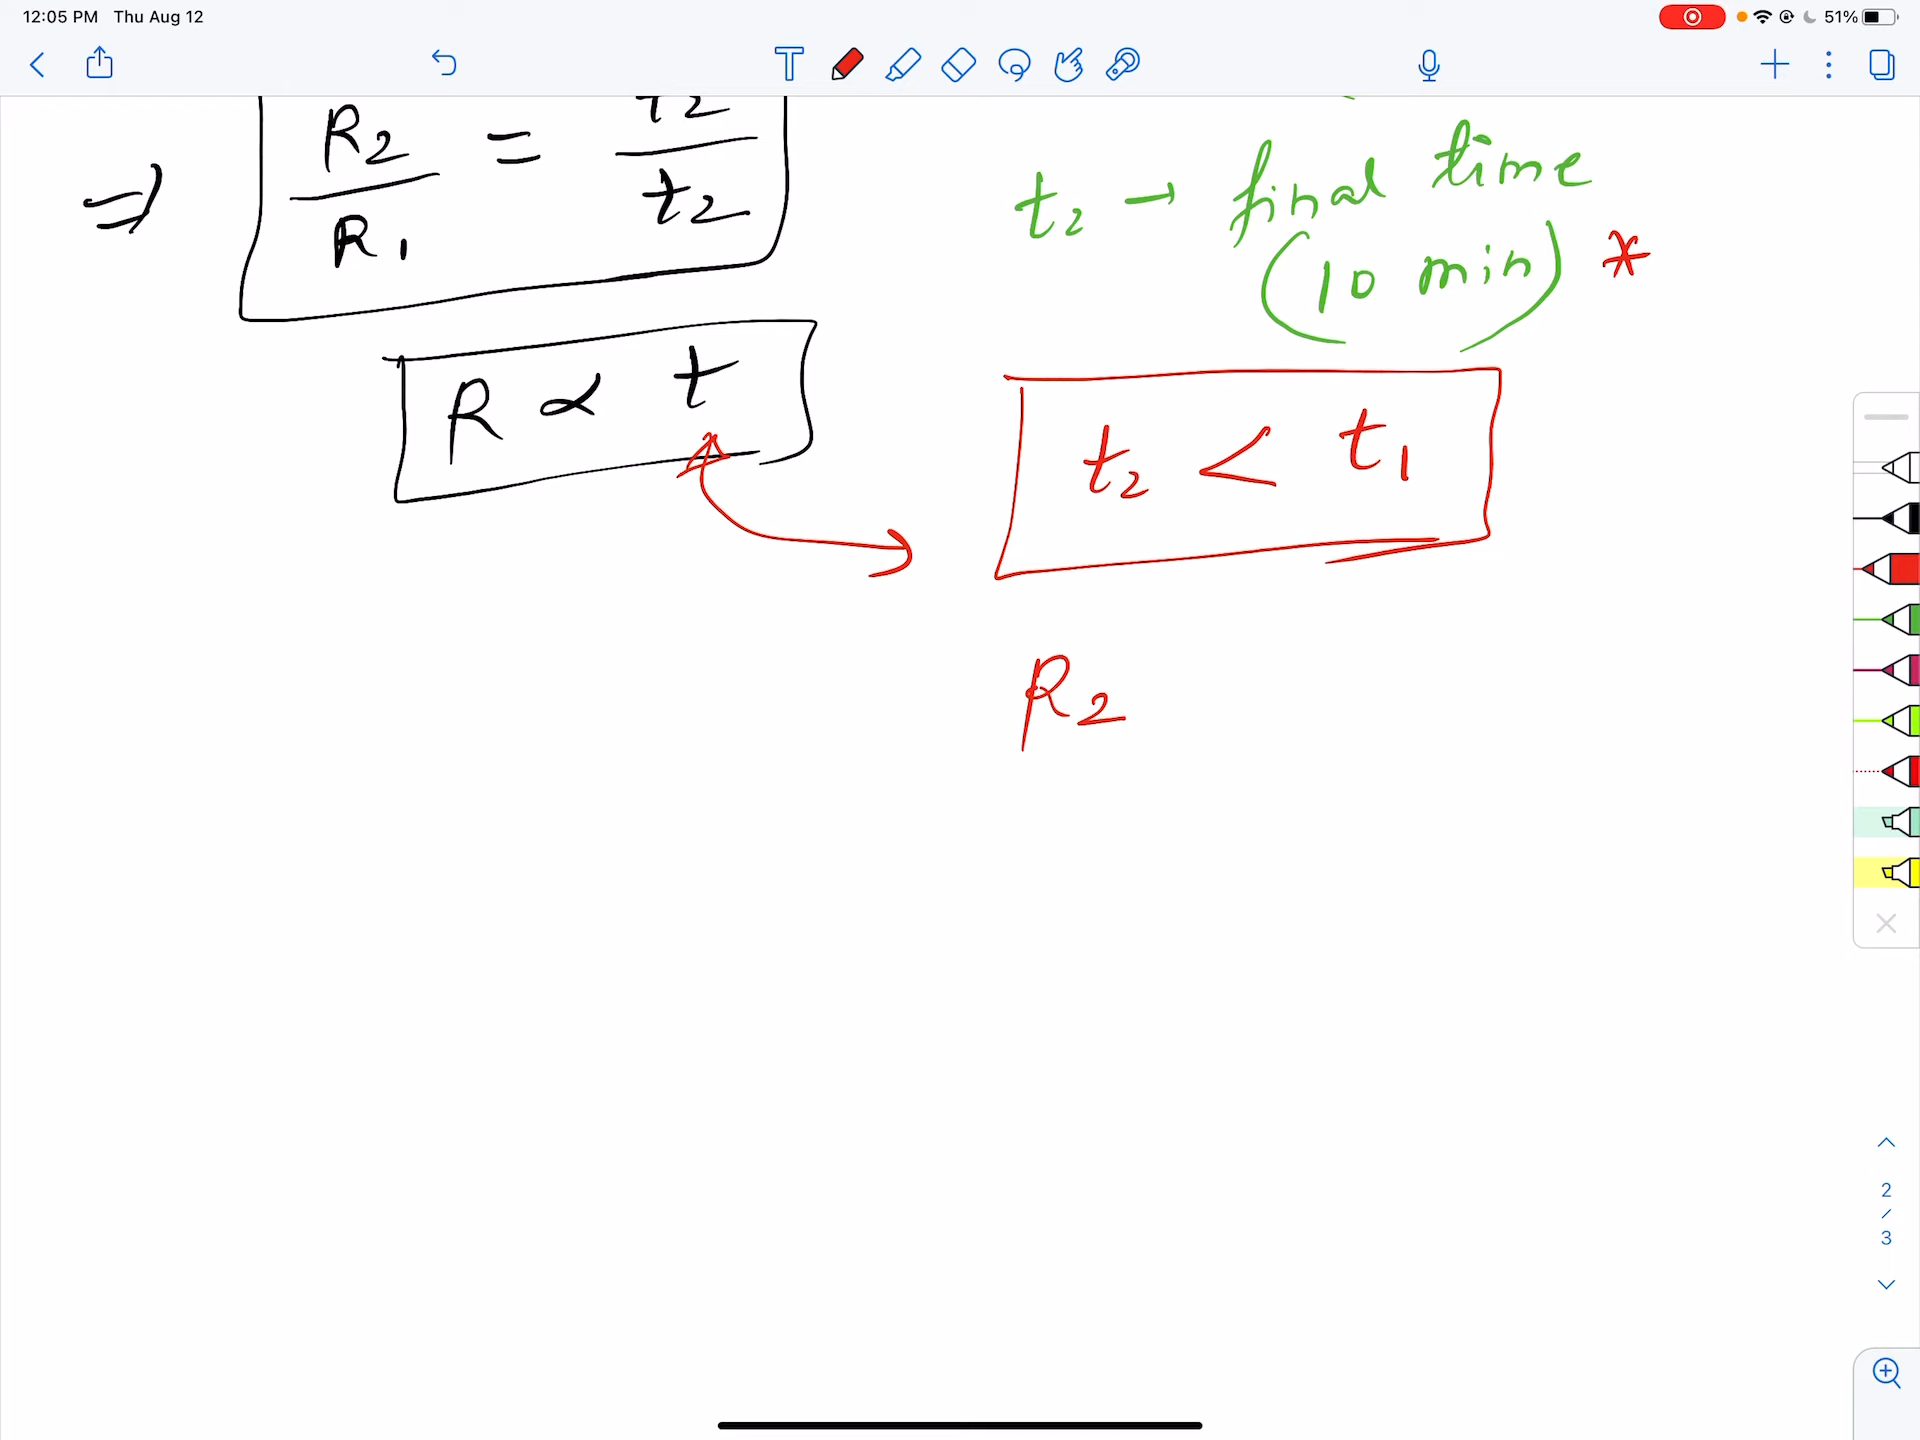 12:05 PM Thu Aug 12
51%
T
⇒ R2/R1 = t2/t2
t2 → final time
(10 min) *
R ∝ t
t2 < t1
R2
2
/
3